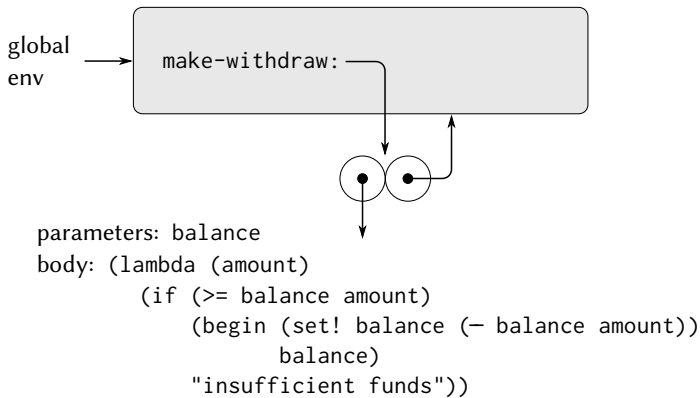 global
env
make-withdraw:
parameters: balance
body: (lambda (amount)
(if (>= balance amount)
(begin (set! balance (— balance amount))
balance)
"insufficient funds"))